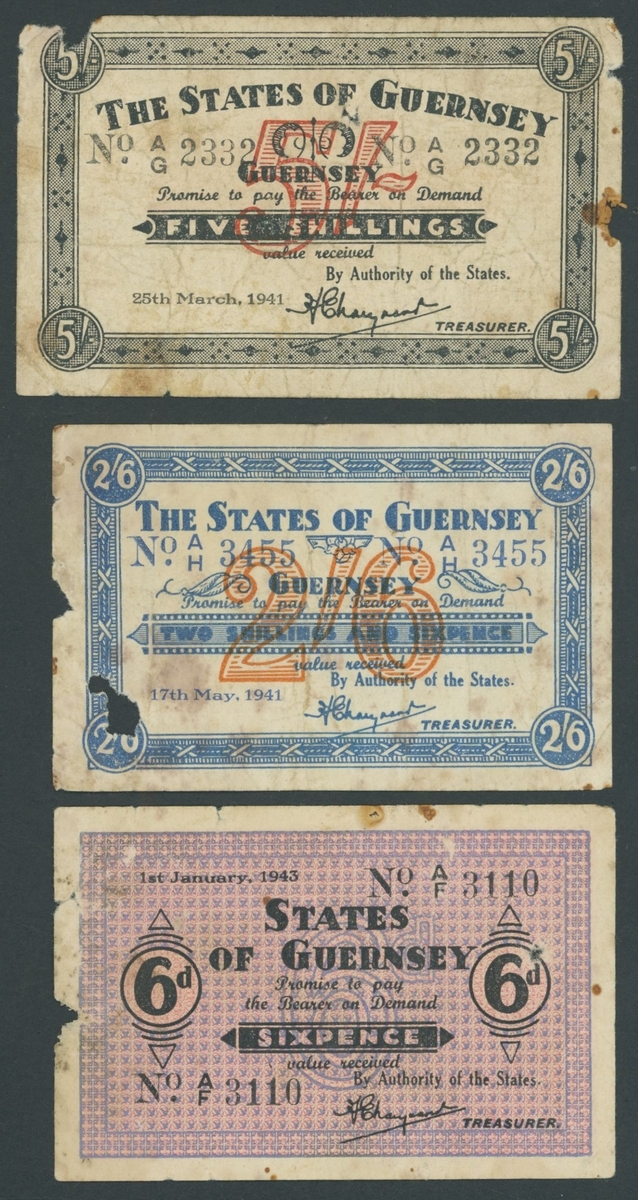 5/- 5/-
THE STATES OF GUERNSEY
No. A/G 2332 No. A/G 2332
5/-
GUERNSEY
Promise to pay the Bearer on Demand
FIVE SHILLINGS
value received
By Authority of the States.
25th March, 1941
TREASURER.
5/- 5/-
2/6 2/6
THE STATES OF GUERNSEY
No. A/H 3455 No. A/H 3455
2/6
GUERNSEY
Promise to pay the Bearer on Demand
TWO SHILLINGS AND SIXPENCE
value received
By Authority of the States.
17th May, 1941
TREASURER.
2/6 2/6
1st January, 1943 No. A/F 3110
STATES
OF GUERNSEY
6d 6d
Promise to pay
the Bearer on Demand
SIXPENCE
value received
No. A/F 3110 By Authority of the States.
TREASURER.